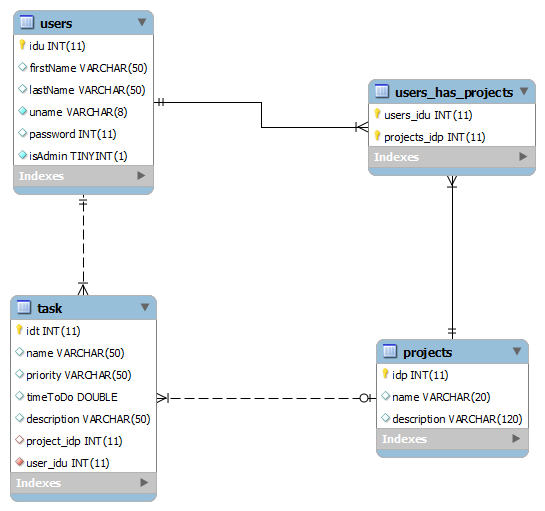 users
idu INT(11)
firstName VARCHAR(50)
lastName VARCHAR(50)
uname VARCHAR(8)
password INT(11)
isAdmin TINYINT(1)
Indexes
users_has_projects
users_idu INT(11)
projects_idp INT(11)
Indexes
task
idt INT(11)
name VARCHAR(50)
priority VARCHAR(50)
timeToDo DOUBLE
description VARCHAR(50)
project_idp INT(11)
user_idu INT(11)
Indexes
projects
idp INT(11)
name VARCHAR(20)
description VARCHAR(120)
Indexes